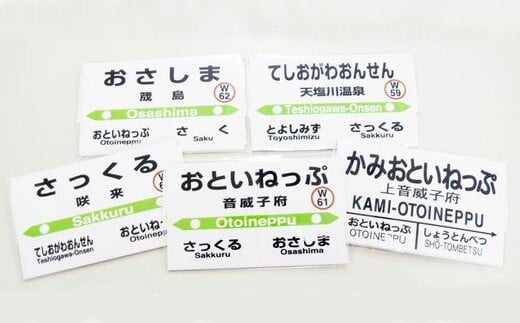 おさしま
筬島
W
62
Osashima
おといねっぷ さく
Otoineppu Saku
てしおがわおんせん
天塩川温泉
W
59
Teshiogawa-Onsen
とよしみず さっくる
Toyoshimizu Sakkuru
さっくる
咲来
W
6
Sakkuru
てしおがわおんせん おといね
Teshiogawa-Onsen Otoinepp
おといねっぷ
音威子府
W
61
Otoineppu
さっくる おさしま
Sakkuru Osashima
かみおといねっぷ
上音威子府
KAMI-OTOINEPPU
おといねっぷ しょうとんべつ
OTOINEPPU SHŌ-TOMBETSU